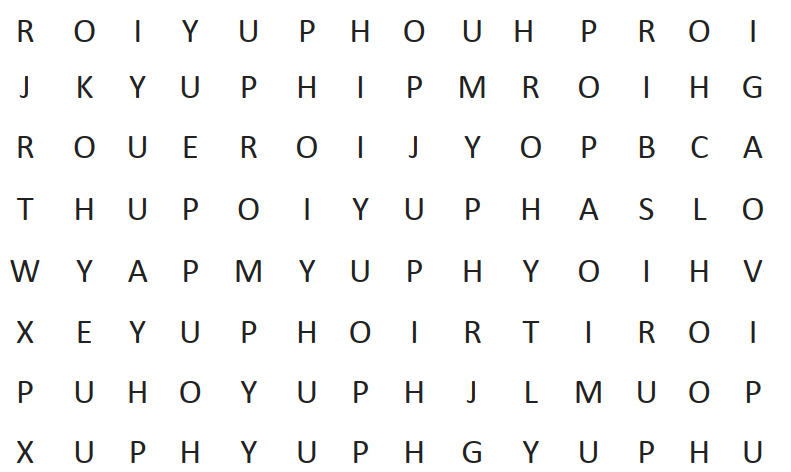 R O I Y U P H O U H P R O I
J K Y U P H I P M R O I H G
R O U E R O I J Y O P B C A
T H U P O I Y U P H A S L O
W Y A P M Y U P H Y O I H V
X E Y U P H O I R T I R O I
P U H O Y U P H J L M U O P
X U P H Y U P H G Y U P H U